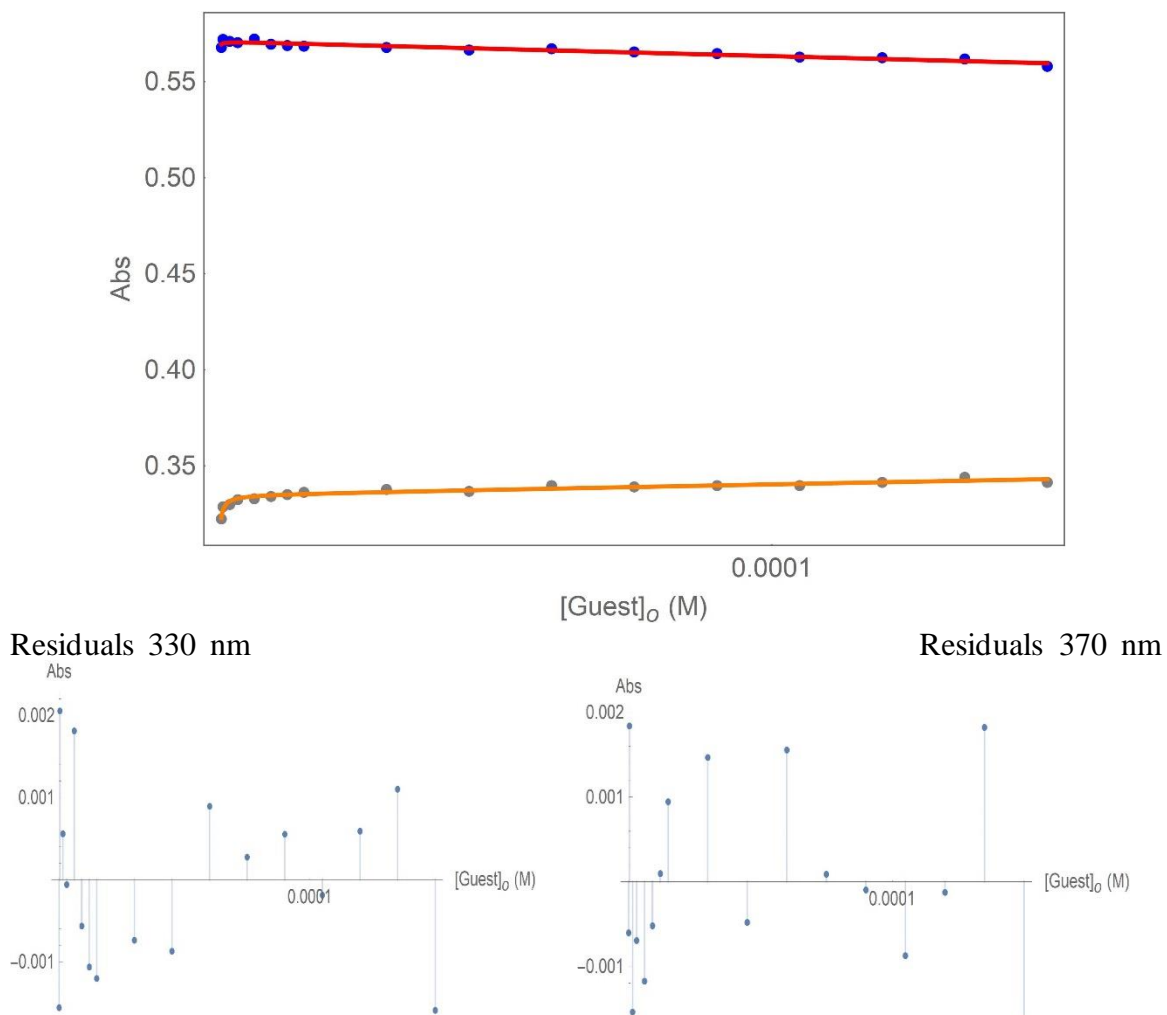 0.55
0.50
0.45
0.40
0.35
Abs
0.0001
[Guest]o (M)
Residuals 330 nm
Residuals 370 nm
Abs
0.002
0.001
-0.001
0.0001
[Guest]o (M)
Abs
0.002
0.001
-0.001
0.0001
[Guest]o (M)